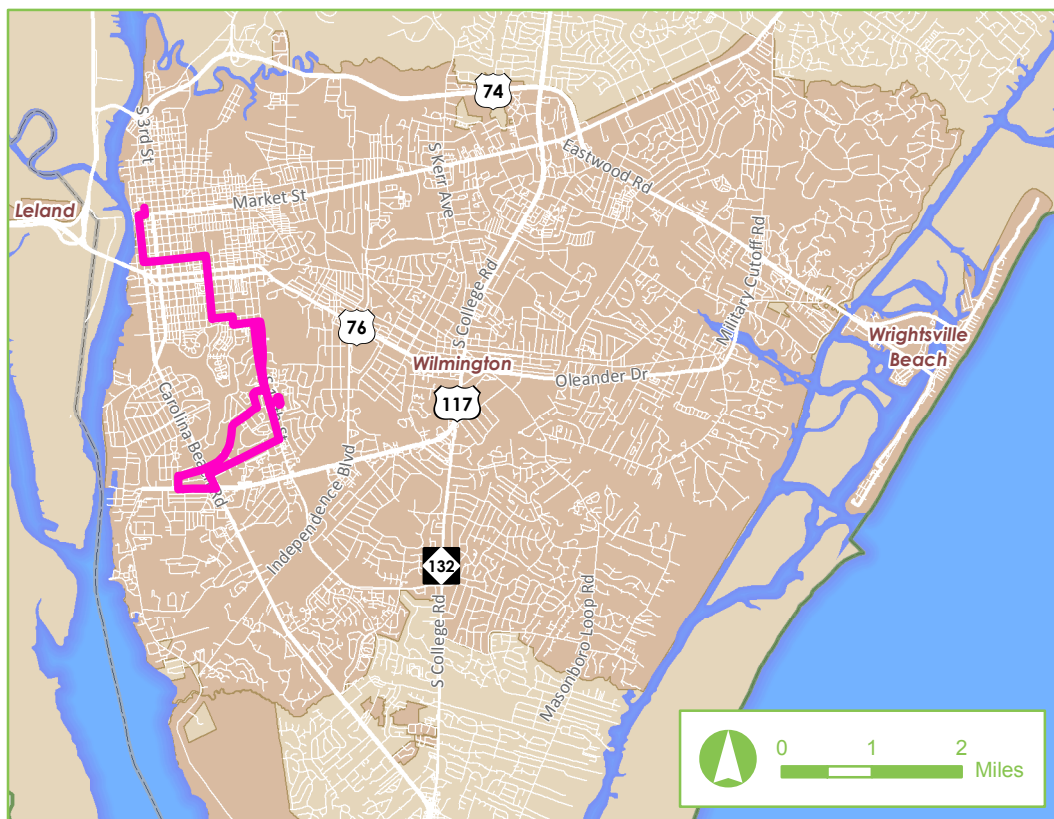 74
S 3rd St
S Kerr Ave
Eastwood Rd
Market St
Leland
Military Cutoff Rd
S College Rd
76
Wrightsville
Beach
Wilmington
Oleander Dr
117
Carolina Beach Rd
Independence Blvd
132
S College Rd
Masonboro Loop Rd
0 1 2
Miles